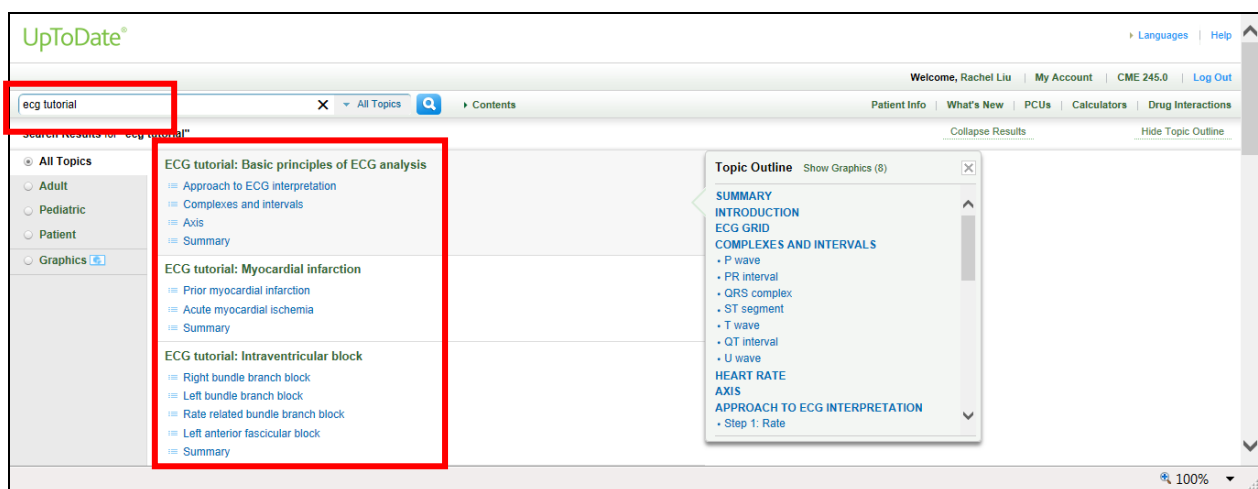 UpToDate®
Languages | Help
Welcome, Rachel Liu | My Account | CME 245.0 | Log Out
ecg tutorial X All Topics Contents
Patient Info | What's New | PCUs | Calculators | Drug Interactions
Search Results for "ecg tutorial"
Collapse Results Hide Topic Outline
All Topics
Adult
Pediatric
Patient
Graphics
ECG tutorial: Basic principles of ECG analysis
Approach to ECG interpretation
Complexes and intervals
Axis
Summary
ECG tutorial: Myocardial infarction
Prior myocardial infarction
Acute myocardial ischemia
Summary
ECG tutorial: Intraventricular block
Right bundle branch block
Left bundle branch block
Rate related bundle branch block
Left anterior fascicular block
Summary
Topic Outline Show Graphics (8)
SUMMARY
INTRODUCTION
ECG GRID
COMPLEXES AND INTERVALS
• P wave
• PR interval
• QRS complex
• ST segment
• T wave
• QT interval
• U wave
HEART RATE
AXIS
APPROACH TO ECG INTERPRETATION
• Step 1: Rate
100%